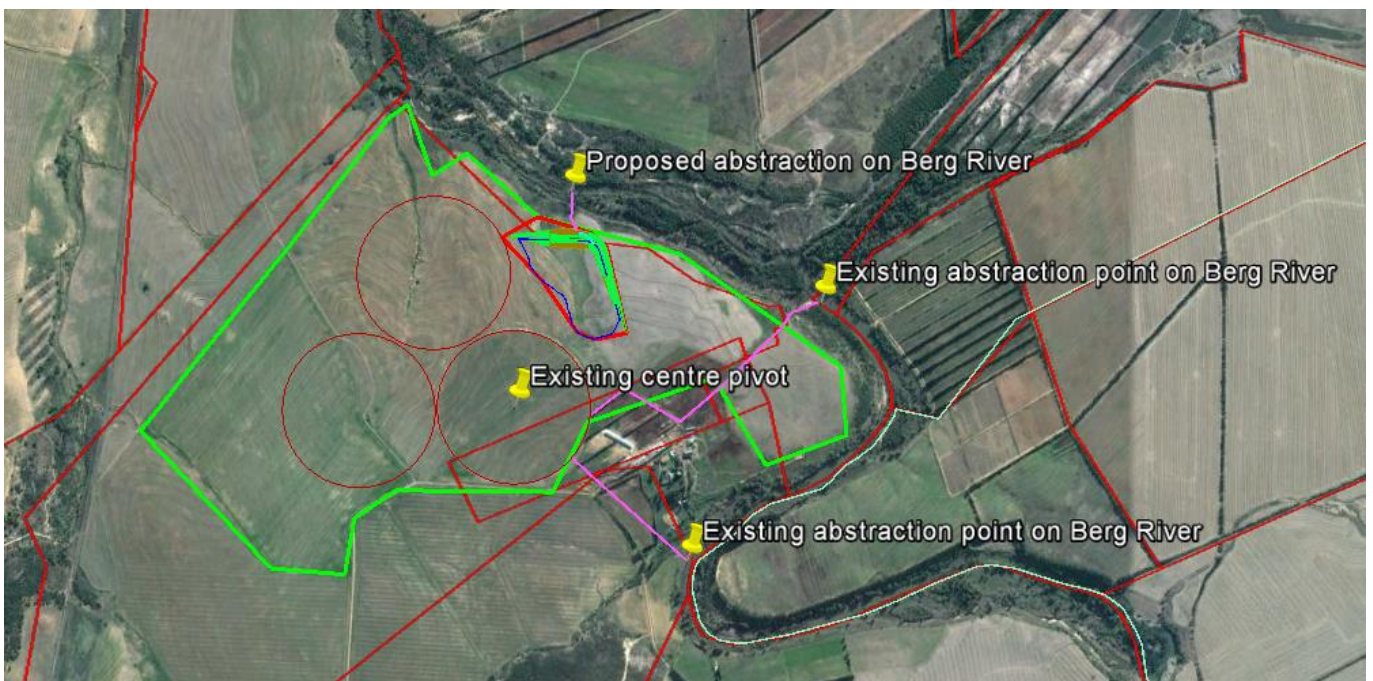 Proposed abstraction on Berg River
Existing abstraction point on Berg River
Existing centre pivot
Existing abstraction point on Berg River